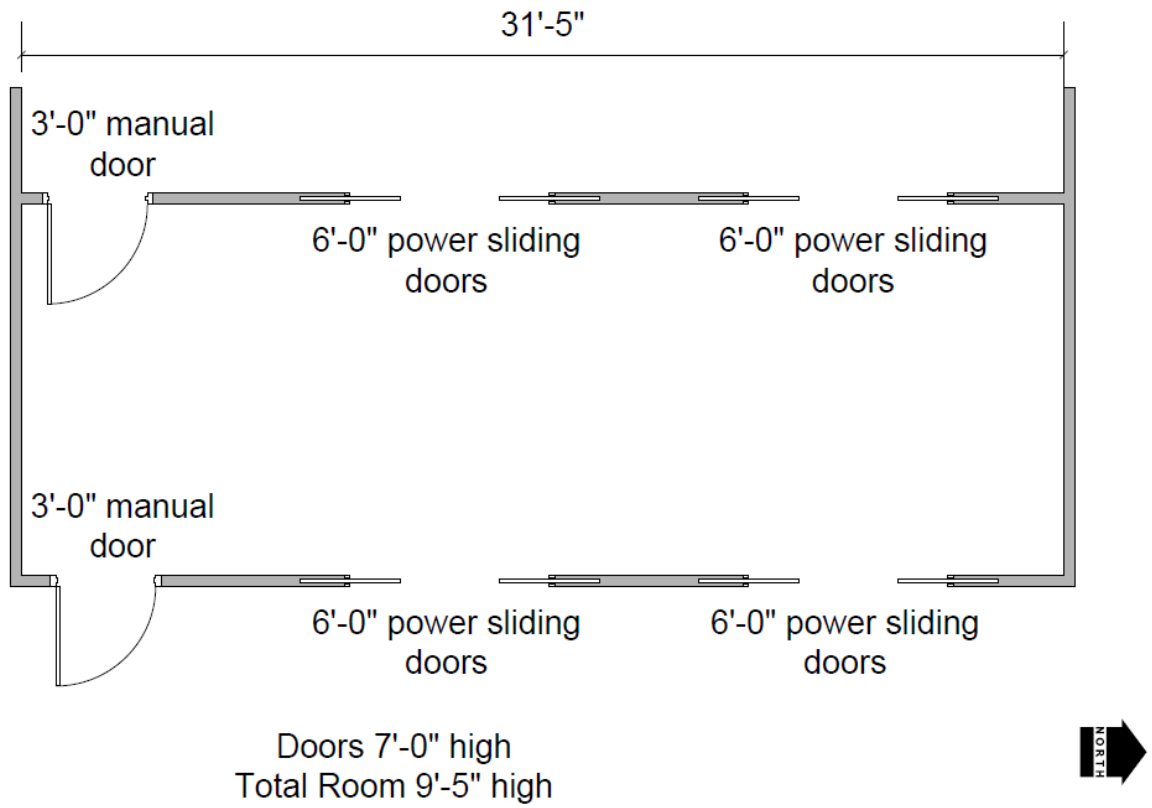 31'-5"
3'-0" manual
door
6'-0" power sliding
doors
6'-0" power sliding
doors
3'-0" manual
door
6'-0" power sliding
doors
6'-0" power sliding
doors
Doors 7'-0" high
Total Room 9'-5" high
NORTH